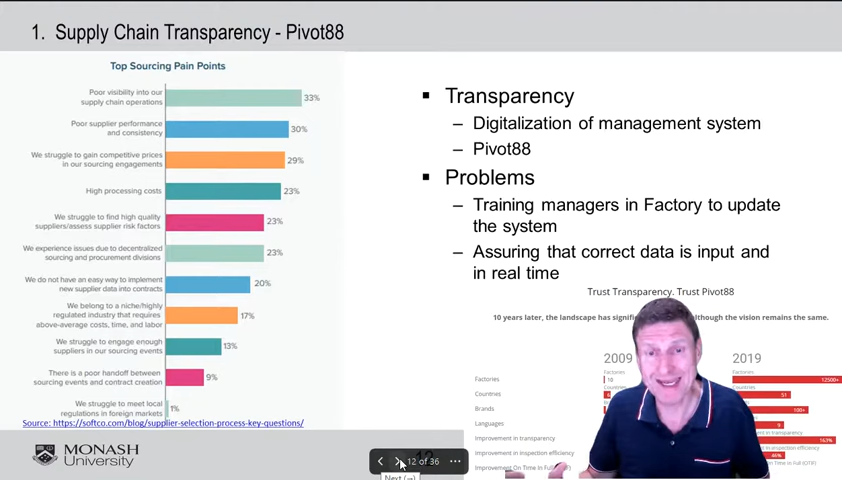 1. Supply Chain Transparency - Pivot88
Top Sourcing Pain Points
Poor visibility into our
supply chain operations
33%
Poor supplier performance
and consistency
30%
We struggle to gain competitive prices
in our sourcing engagements
29%
High processing costs
23%
We struggle to find high quality
suppliers/assess supplier risk factors
23%
We experience issues due to decentralized
sourcing and procurement divisions
23%
We do not have an easy way to implement
new supplier data into contracts
20%
We belong to a niche/highly
regulated industry that requires
above-average costs, time, and labor
17%
We struggle to engage enough
suppliers in our sourcing events
13%
There is a poor handoff between
sourcing events and contract creation
9%
We struggle to meet local
regulations in foreign markets
1%
Source: https://softco.com/blog/supplier-selection-process-key-questions/
▪ Transparency
– Digitalization of management system
– Pivot88
▪ Problems
– Training managers in Factory to update
the system
– Assuring that correct data is input and
in real time
Trust Transparency. Trust Pivot88
10 years later, the landscape has although the vision remains the same.
2009
2019
Factories
Factories
10
Factories
12500+
Countries
Countries
Countries
51
Brands
Brands
100+
Languages
Languages
9
Improvement in transparency
163%
Improvement in inspection efficiency
46%
Improvement On Time In Full
MONASH
University
12 of 36
Next